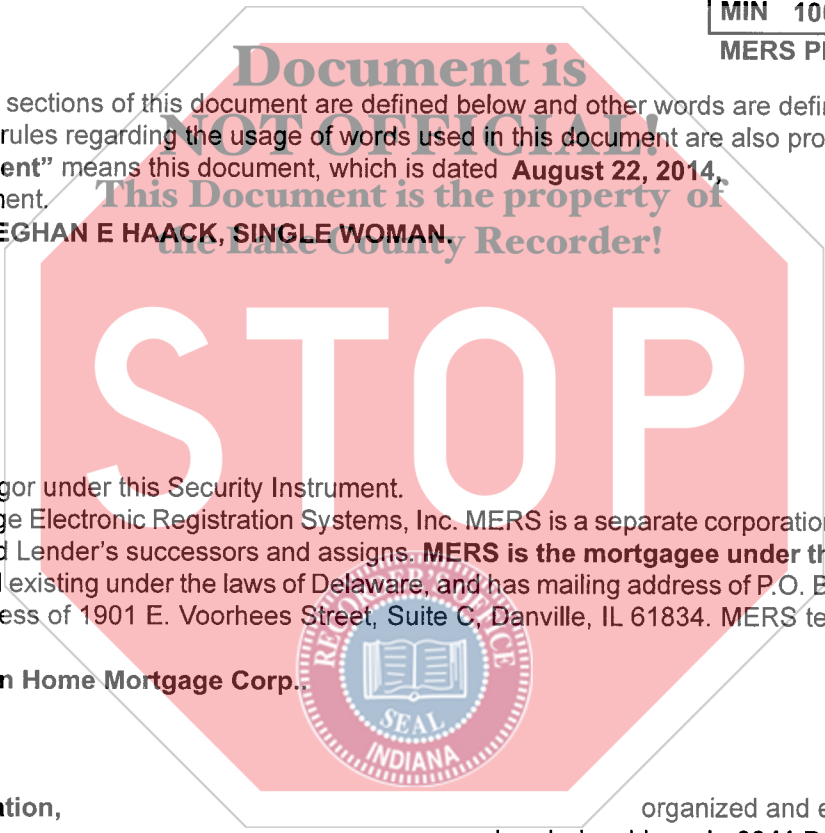 MIN 100
MERS P
Document is
sections of this document are defined below and other words are defi
rules regarding the usage of words used in this document are also pro
NOT OFFICIAL!
ent” means this document, which is dated August 22, 2014,
This Document is the property of
ent.
EGHAN E HAACK, SINGLE WOMAN.
the Lake County Recorder!
STOP
gor under this Security Instrument.
ge Electronic Registration Systems, Inc. MERS is a separate corporation
d Lender’s successors and assigns. MERS is the mortgagee under th
existing under the laws of Delaware, and has mailing address of P.O. B
ess of 1901 E. Voorhees Street, Suite C, Danville, IL 61834. MERS te
RECORDER'S OFFICE
n Home Mortgage Corp..
SEAL
INDIANA
ation,
organized and e